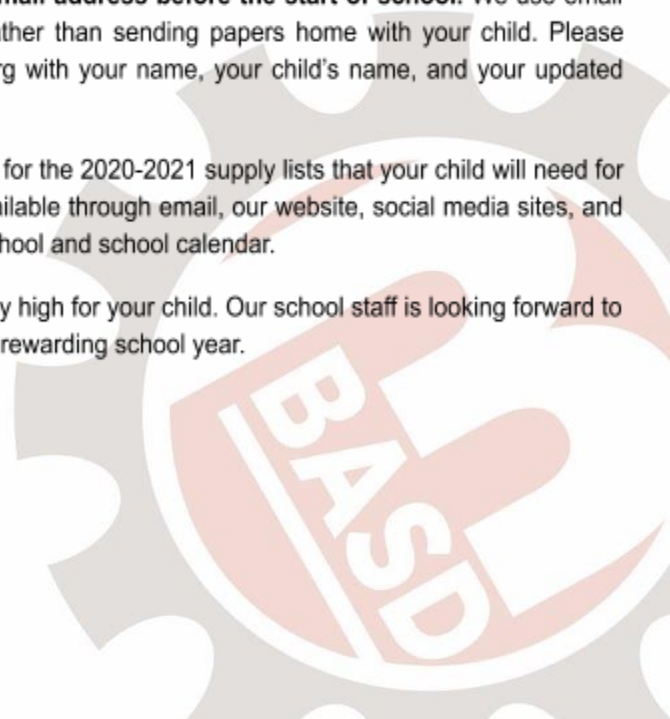 mail address before the start of school. We use email
ather than sending papers home with your child. Please
rg with your name, your child's name, and your updated
for the 2020-2021 supply lists that your child will need for
ailable through email, our website, social media sites, and
hool and school calendar.
y high for your child. Our school staff is looking forward to
rewarding school year.
BASD